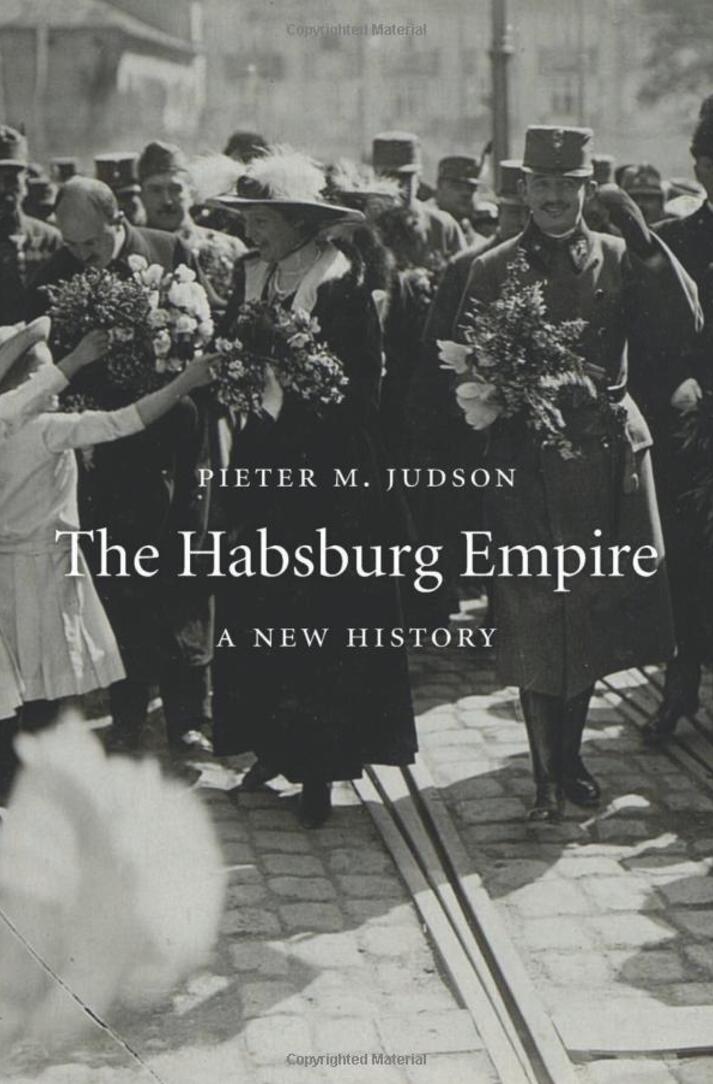 Copyrighted Material
PIETER M. JUDSON
The Habsburg Empire
A NEW HISTORY
Copyrighted Material